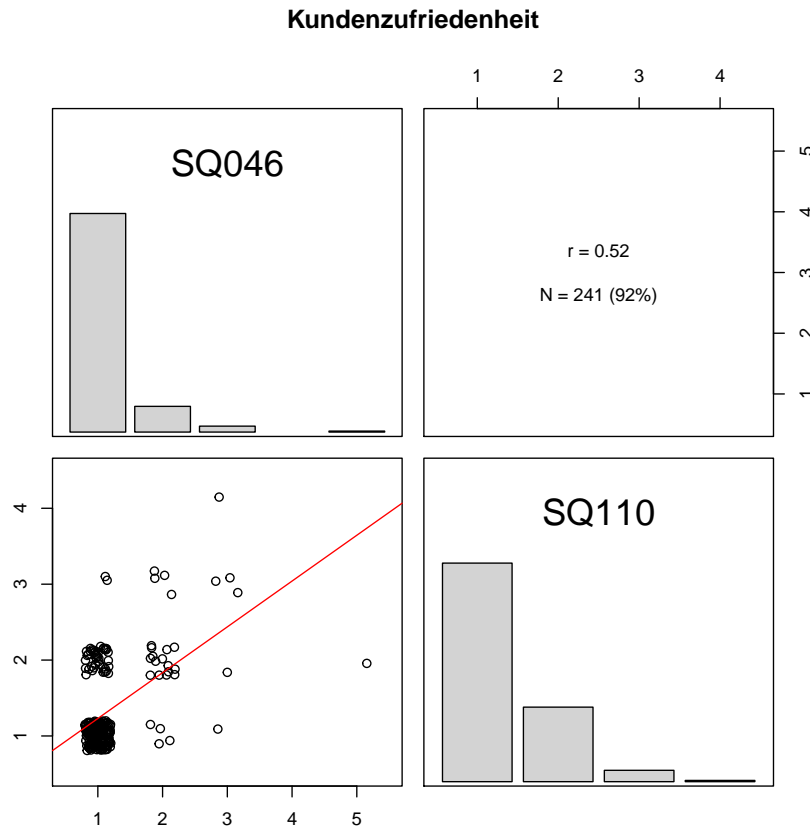 Kundenzufriedenheit
1 2 3 4
SQ046
r = 0.52
N = 241 (92%)
5
4
3
2
1
4
3
2
1
SQ110
1 2 3 4 5